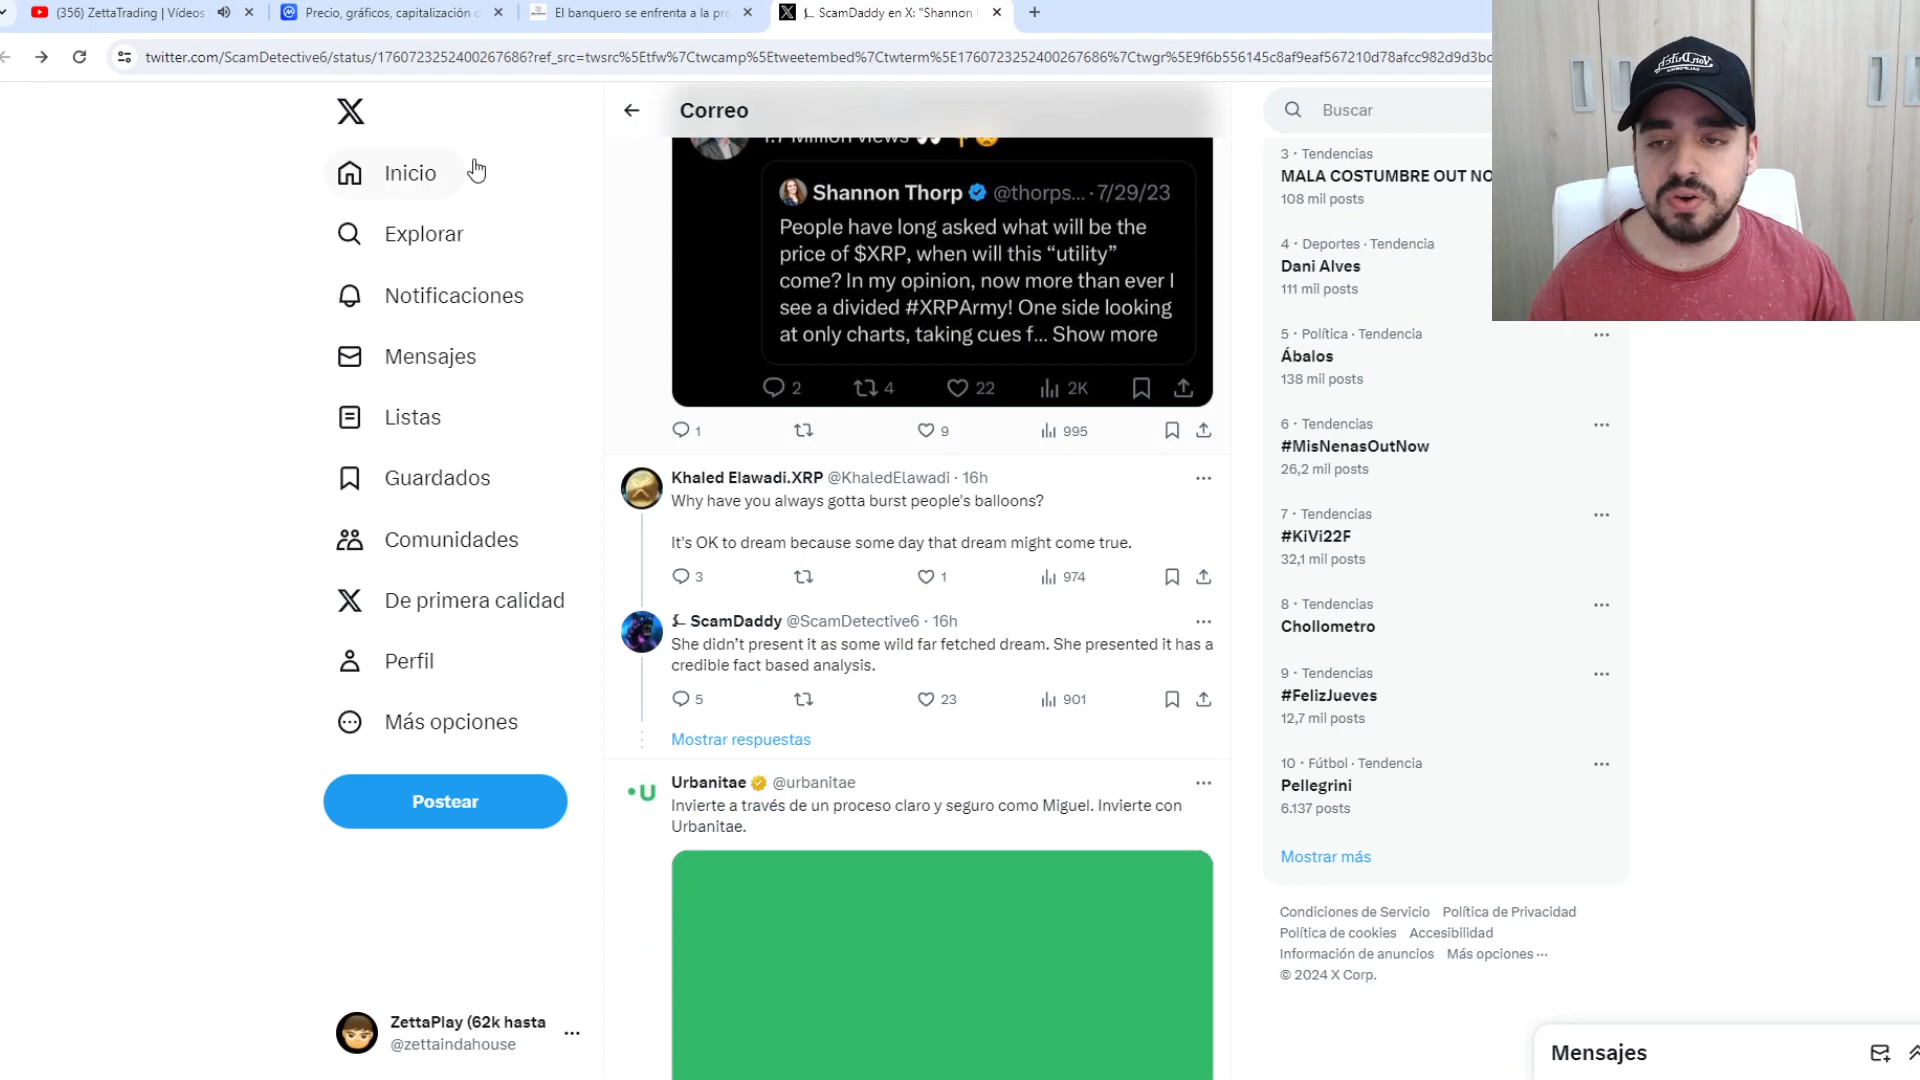 (356) ZettaTrading | Vídeos
Precio, gráficos, capitalización d
El banquero se enfrenta a la pre
ScamDaddy en X: "Shannon
twitter.com/ScamDetective6/status/1760723252400267686?ref_src=twsrc%5Etfw%7Ctwcamp%5Etweetembed%7Ctwterm%5E1760723252400267686%7Ctwgr%5E9f6b556145c8af9eaf567210d78afcc982d9d3bc
Inicio
Explorar
Notificaciones
Mensajes
Listas
Guardados
Comunidades
De primera calidad
Perfil
Más opciones
Postear
ZettaPlay (62k hasta
@zettaindahouse
Correo
1.7 Million views
Shannon Thorp @thorps... · 7/29/23
People have long asked what will be the
price of $XRP, when will this “utility”
come? In my opinion, now more than ever I
see a divided #XRPArmy! One side looking
at only charts, taking cues f... Show more
2 4 22 2K
1 9 995
Khaled Elawadi.XRP @KhaledElawadi · 16h
Why have you always gotta burst people's balloons?
It's OK to dream because some day that dream might come true.
3 1 974
ScamDaddy @ScamDetective6 · 16h
She didn’t present it as some wild far fetched dream. She presented it has a
credible fact based analysis.
5 23 901
Mostrar respuestas
Urbanitae @urbanitae
Invierte a través de un proceso claro y seguro como Miguel. Invierte con
Urbanitae.
Buscar
3 · Tendencias
MALA COSTUMBRE OUT NO
108 mil posts
4 · Deportes · Tendencia
Dani Alves
111 mil posts
5 · Política · Tendencia
Ábalos
138 mil posts
6 · Tendencias
#MisNenasOutNow
26,2 mil posts
7 · Tendencias
#KiVi22F
32,1 mil posts
8 · Tendencias
Chollometro
9 · Tendencias
#FelizJueves
12,7 mil posts
10 · Fútbol · Tendencia
Pellegrini
6.137 posts
Mostrar más
Condiciones de Servicio Política de Privacidad
Política de cookies Accesibilidad
Información de anuncios Más opciones ···
© 2024 X Corp.
Mensajes